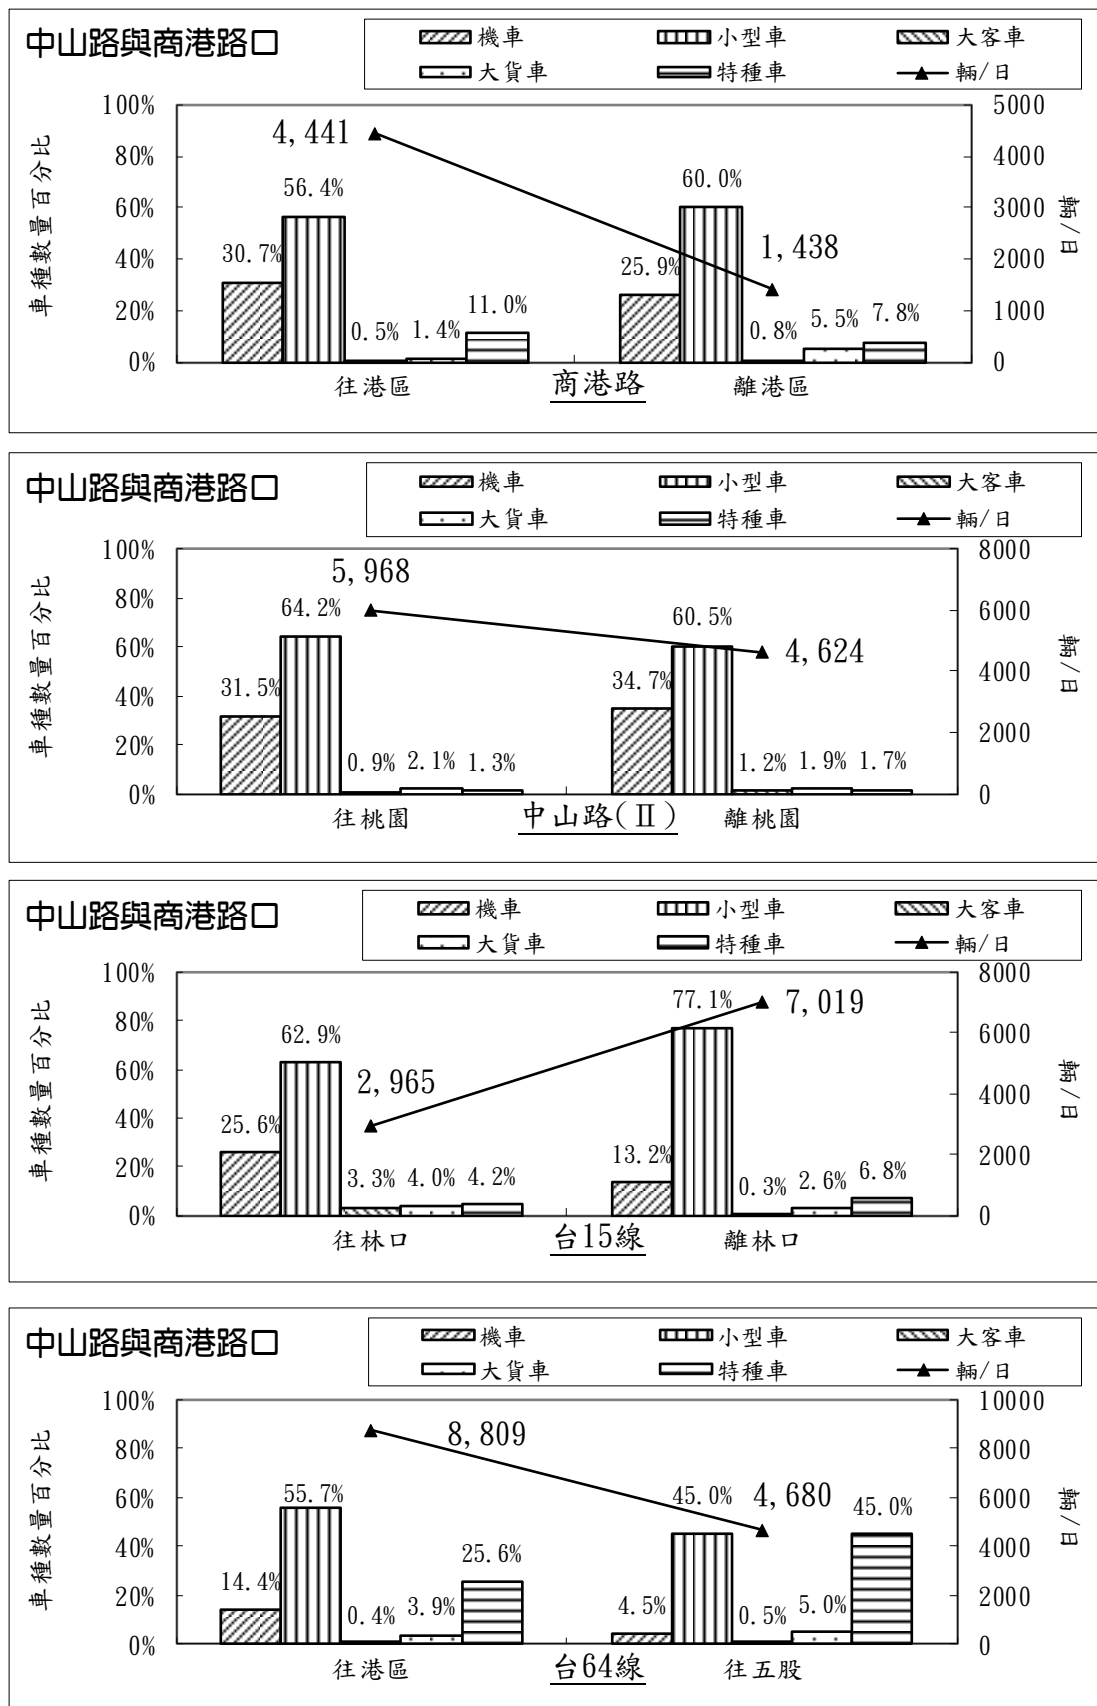 中山路與商港路口
機車 小型車 大客車
大貨車 特種車 輛/日
車種數量百分比
輛/日
100% 5000
80% 4000
60% 3000
40% 2000
20% 1000
0% 0
4,441 1,438
30.7% 56.4% 0.5% 1.4% 11.0%
25.9% 60.0% 0.8% 5.5% 7.8%
往港區 商港路 離港區
中山路與商港路口
機車 小型車 大客車
大貨車 特種車 輛/日
車種數量百分比
輛/日
100% 8000
80% 6000
60% 4000
40% 2000
20% 0
0%
5,968 4,624
31.5% 64.2% 0.9% 2.1% 1.3%
34.7% 60.5% 1.2% 1.9% 1.7%
往桃園 中山路(Ⅱ) 離桃園
中山路與商港路口
機車 小型車 大客車
大貨車 特種車 輛/日
車種數量百分比
輛/日
100% 8000
80% 6000
60% 4000
40% 2000
20% 0
0%
2,965 7,019
25.6% 62.9% 3.3% 4.0% 4.2%
13.2% 77.1% 0.3% 2.6% 6.8%
往林口 台15線 離林口
中山路與商港路口
機車 小型車 大客車
大貨車 特種車 輛/日
車種數量百分比
輛/日
100% 10000
80% 8000
60% 6000
40% 4000
20% 2000
0% 0
8,809 4,680
14.4% 55.7% 0.4% 3.9% 25.6%
4.5% 45.0% 0.5% 5.0% 45.0%
往港區 台64線 往五股